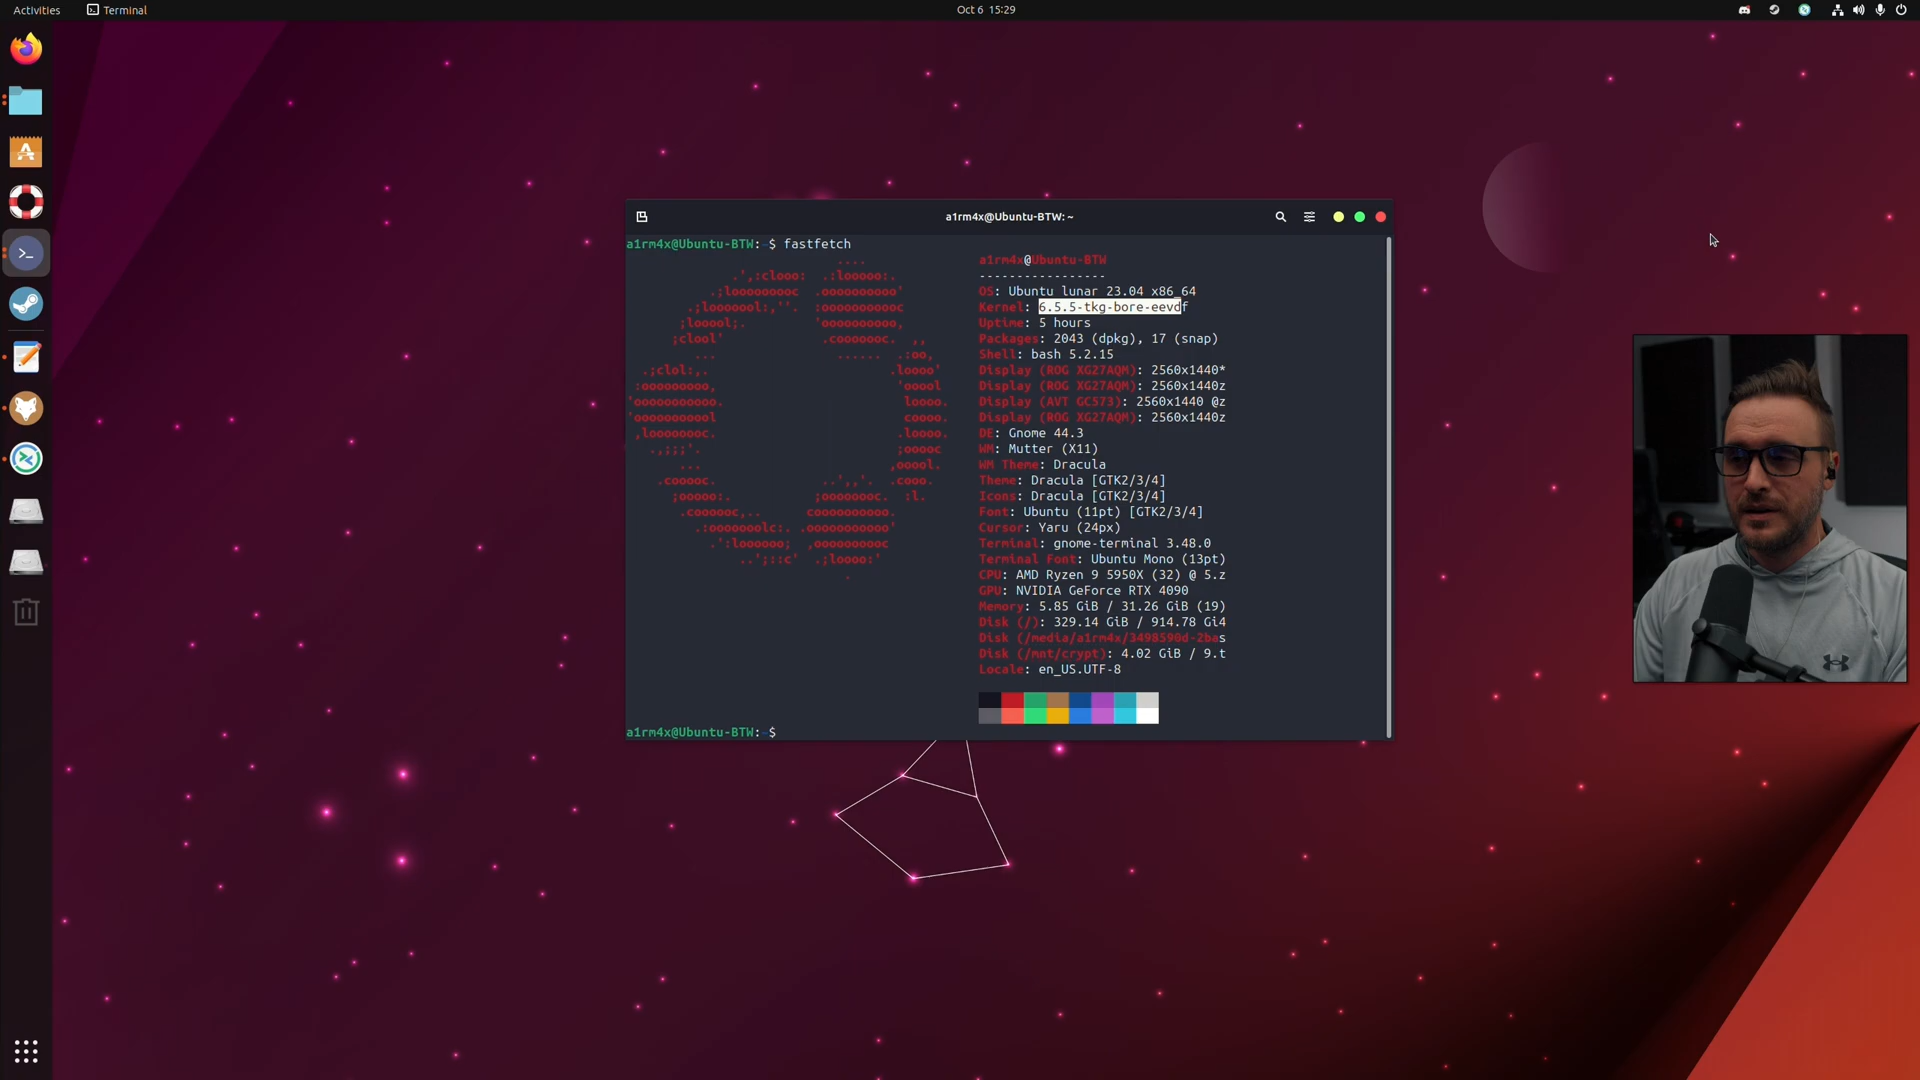 Activities Terminal Oct 6 15:29
a1rm4x@Ubuntu-BTW: ~
a1rm4x@Ubuntu-BTW:~$ fastfetch
a1rm4x@Ubuntu-BTW
-----------------
OS: Ubuntu lunar 23.04 x86_64
Kernel: 6.5.5-tkg-bore-eevdf
Uptime: 5 hours
Packages: 2043 (dpkg), 17 (snap)
Shell: bash 5.2.15
Display (ROG XG27AQM): 2560x1440*
Display (ROG XG27AQM): 2560x1440z
Display (AVT GC573): 2560x1440 @z
Display (ROG XG27AQM): 2560x1440z
DE: Gnome 44.3
WM: Mutter (X11)
WM Theme: Dracula
Theme: Dracula [GTK2/3/4]
Icons: Dracula [GTK2/3/4]
Font: Ubuntu (11pt) [GTK2/3/4]
Cursor: Yaru (24px)
Terminal: gnome-terminal 3.48.0
Terminal Font: Ubuntu Mono (13pt)
CPU: AMD Ryzen 9 5950X (32) @ 5.z
GPU: NVIDIA GeForce RTX 4090
Memory: 5.85 GiB / 31.26 GiB (19)
Disk (/): 329.14 GiB / 914.78 Gi4
Disk (/media/a1rm4x/3498590d-2bas
Disk (/mnt/crypt): 4.02 GiB / 9.t
Locale: en_US.UTF-8
a1rm4x@Ubuntu-BTW:~$